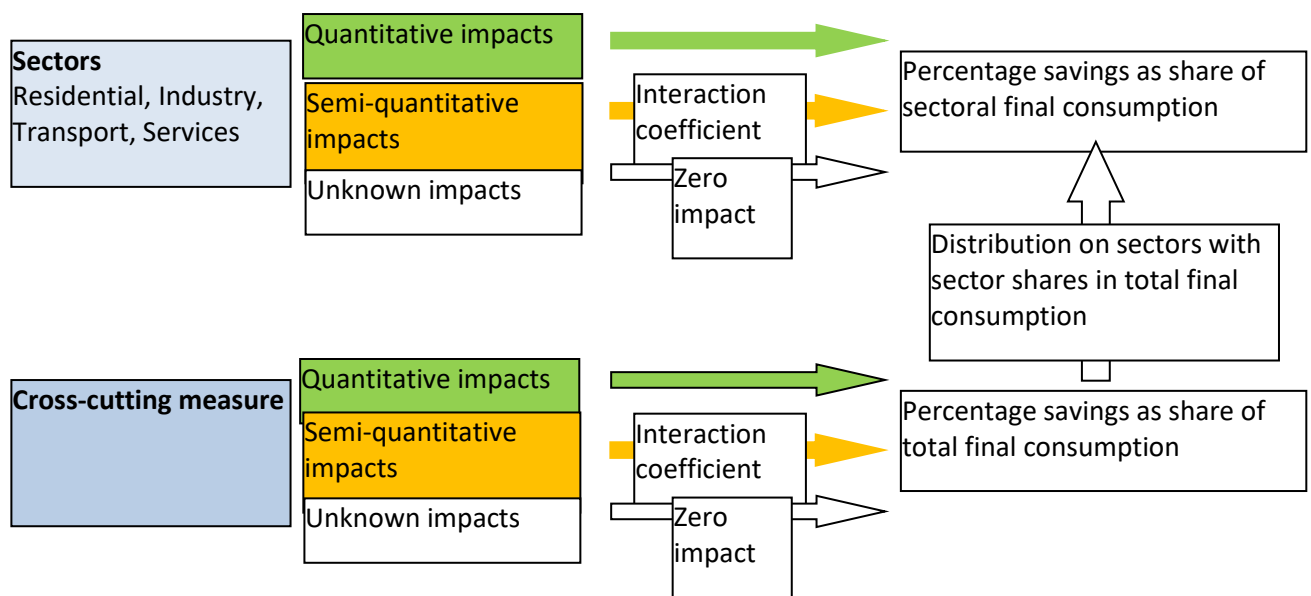 Sectors
Residential, Industry,
Transport, Services
Quantitative impacts
Semi-quantitative
impacts
Unknown impacts
Interaction
coefficient
Zero
impact
Percentage savings as share of
sectoral final consumption
Distribution on sectors with
sector shares in total final
consumption
Cross-cutting measure
Quantitative impacts
Semi-quantitative
impacts
Unknown impacts
Interaction
coefficient
Zero
impact
Percentage savings as share of
total final consumption